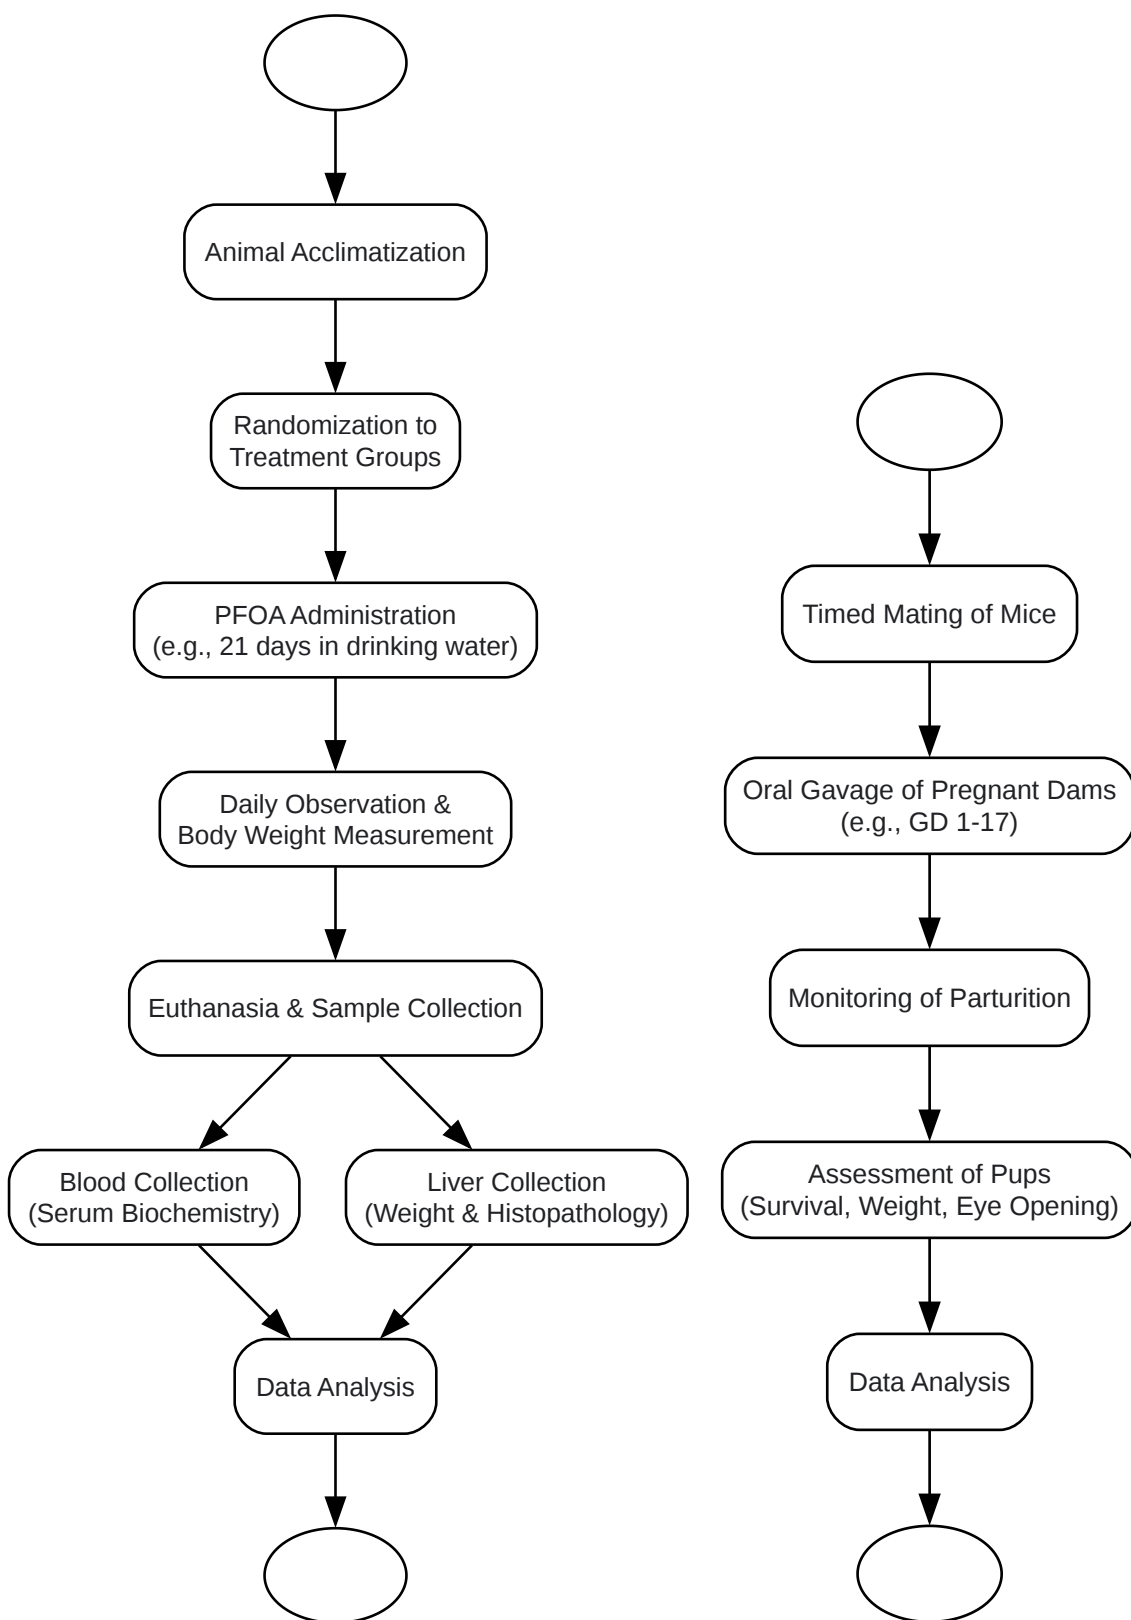 Animal Acclimatization
Randomization to
Treatment Groups
PFOA Administration
(e.g., 21 days in drinking water)
Daily Observation &
Body Weight Measurement
Euthanasia & Sample Collection
Blood Collection
(Serum Biochemistry)
Liver Collection
(Weight & Histopathology)
Data Analysis
Timed Mating of Mice
Oral Gavage of Pregnant Dams
(e.g., GD 1-17)
Monitoring of Parturition
Assessment of Pups
(Survival, Weight, Eye Opening)
Data Analysis